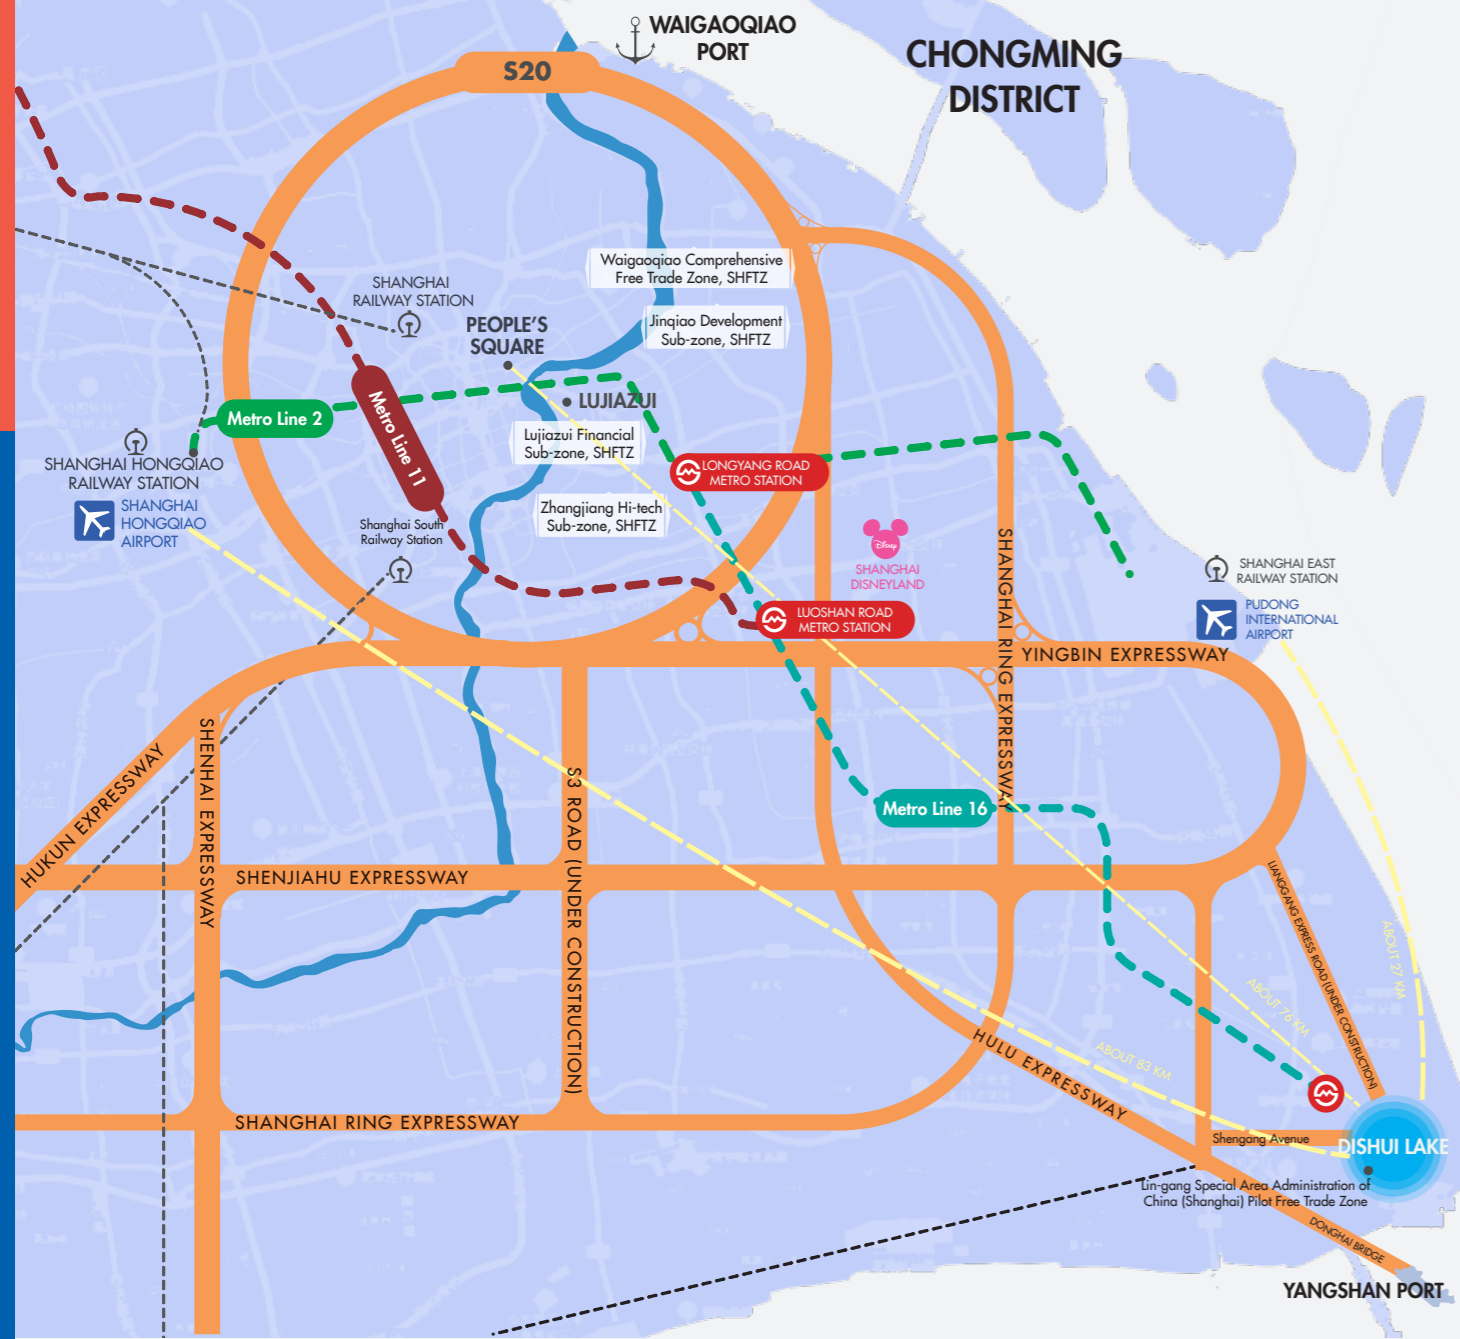 WAIGAOQIAO
PORT
CHONGMING
DISTRICT
S20
Waigaoqiao Comprehensive
Free Trade Zone, SHFTZ
SHANGHAI
RAILWAY STATION
PEOPLE'S
SQUARE
Jinqiao Development
Sub-zone, SHFTZ
Metro Line 2
Metro Line 11
LUJIAZUI
Lujiazui Financial
Sub-zone, SHFTZ
SHANGHAI HONGQIAO
RAILWAY STATION
LONGYANG ROAD
METRO STATION
SHANGHAI
HONGQIAO
AIRPORT
Zhangjiang Hi-tech
Sub-zone, SHFTZ
Shanghai South
Railway Station
Disney
SHANGHAI
DISNEYLAND
SHANGHAI EAST
RAILWAY STATION
PUDONG
INTERNATIONAL
AIRPORT
LUOSHAN ROAD
METRO STATION
SHANGHAI RING EXPRESSWAY
YINGBIN EXPRESSWAY
HUKUN EXPRESSWAY
SHENHAI EXPRESSWAY
S3 ROAD (UNDER CONSTRUCTION)
Metro Line 16
SHENJIAHU EXPRESSWAY
LIANGGANG EXPRESS ROAD (UNDER CONSTRUCTION)
ABOUT 27 KM
ABOUT 76 KM
ABOUT 83 KM
HULU EXPRESSWAY
SHANGHAI RING EXPRESSWAY
Shengang Avenue
DISHUI LAKE
Lin-gang Special Area Administration of
China (Shanghai) Pilot Free Trade Zone
DONGHAI BRIDGE
YANGSHAN PORT